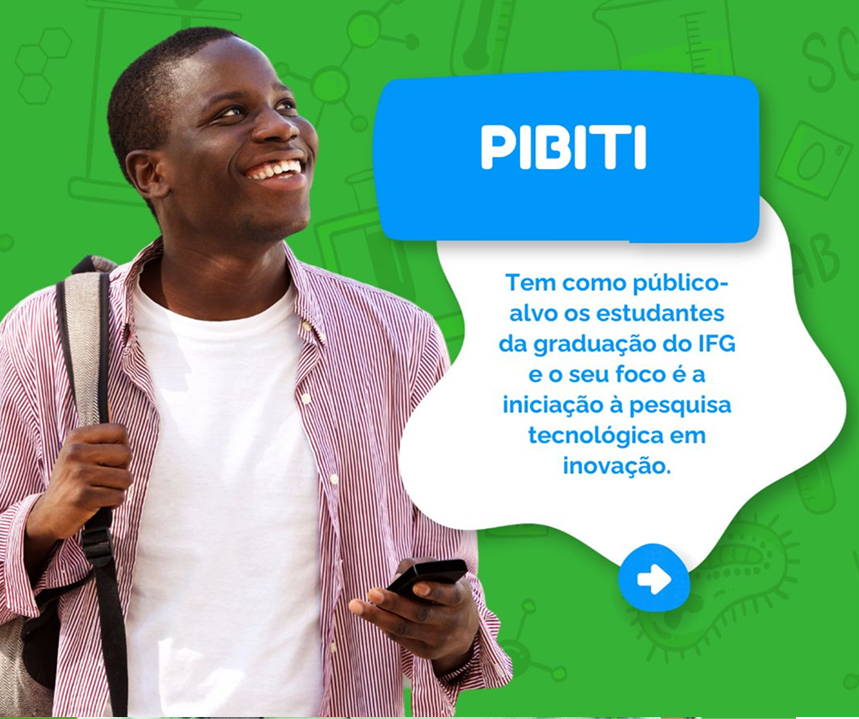 PIBITI
Tem como público-
alvo os estudantes
da graduação do IFG
e o seu foco é a
iniciação à pesquisa
tecnológica em
inovação.